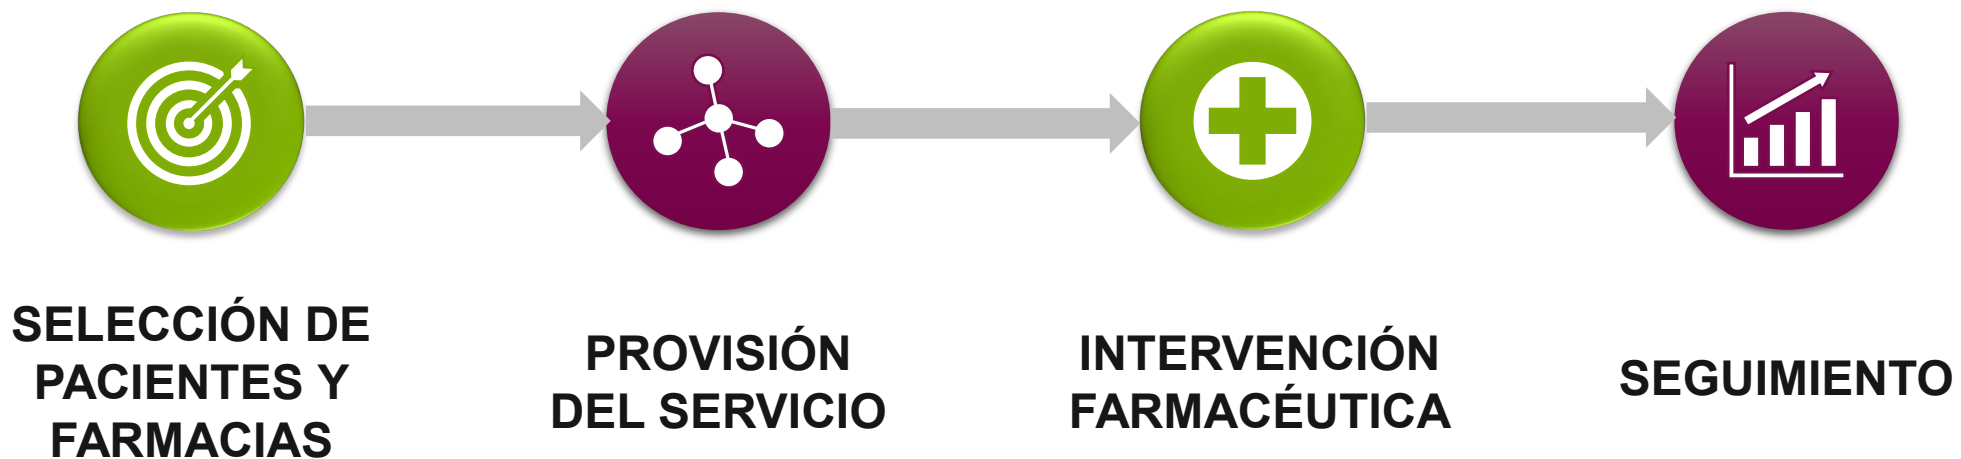 SELECCIÓN DE
PACIENTES Y
FARMACIAS
PROVISIÓN
DEL SERVICIO
INTERVENCIÓN
FARMACÉUTICA
SEGUIMIENTO